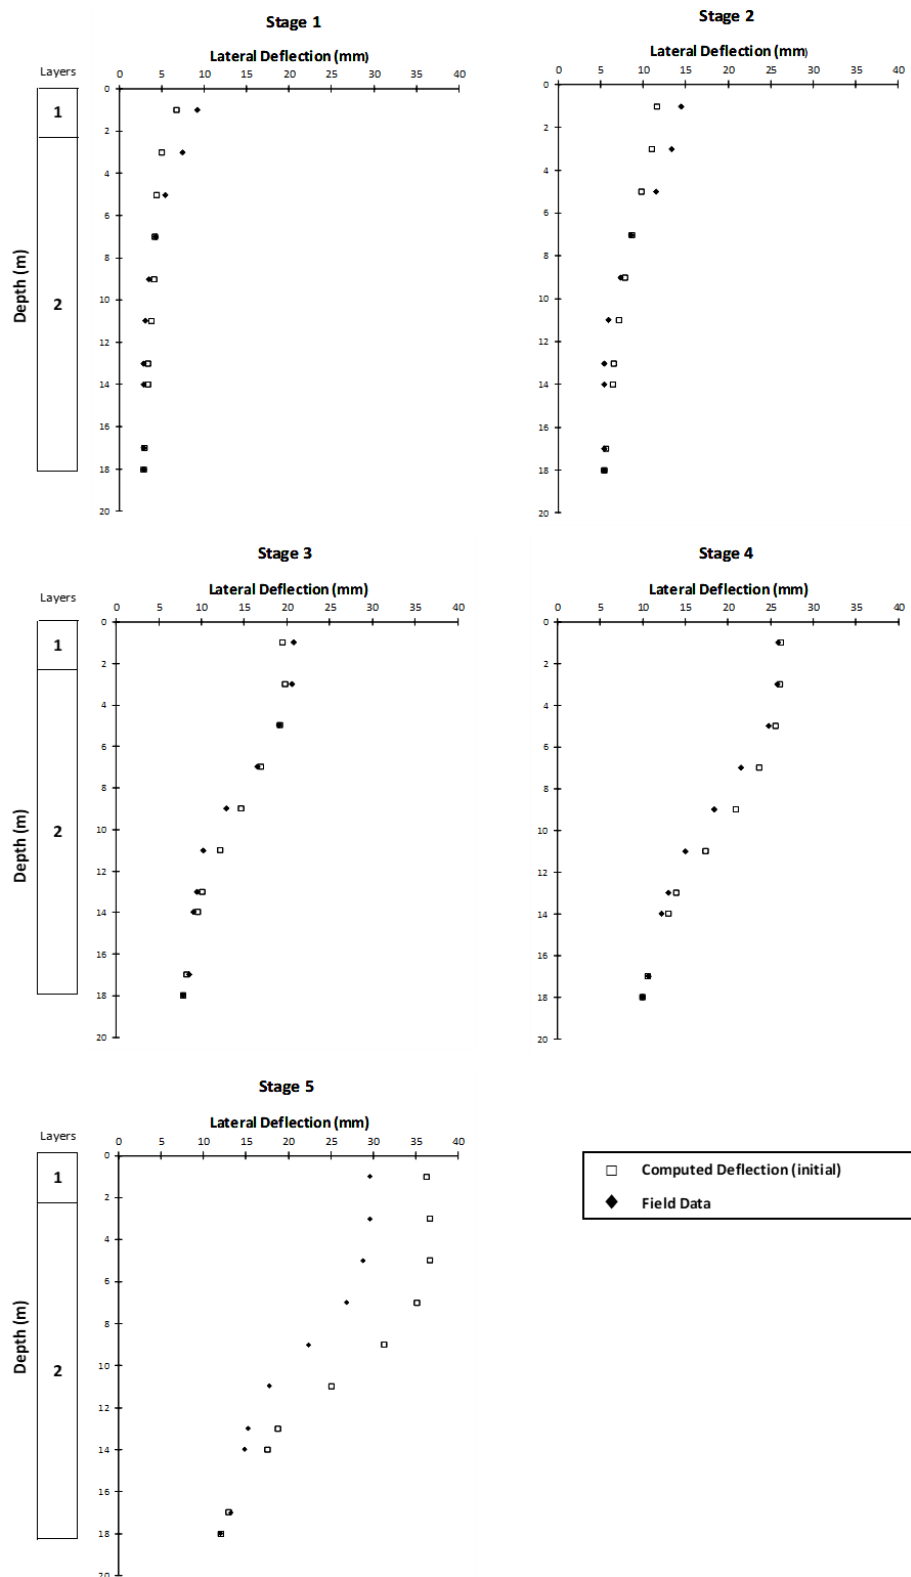 Stage 1
Lateral Deflection (mm)
Layers
0 5 10 15 20 25 30 35 40
0
2
4
6
8
10
12
14
16
18
20
Depth (m)
1
2
Stage 2
Lateral Deflection (mm)
0 5 10 15 20 25 30 35 40
0
2
4
6
8
10
12
14
16
18
20
Stage 3
Lateral Deflection (mm)
Layers
0 5 10 15 20 25 30 35 40
0
2
4
6
8
10
12
14
16
18
20
Depth (m)
1
2
Stage 4
Lateral Deflection (mm)
0 5 10 15 20 25 30 35 40
0
2
4
6
8
10
12
14
16
18
20
Stage 5
Lateral Deflection (mm)
Layers
0 5 10 15 20 25 30 35 40
0
2
4
6
8
10
12
14
16
18
20
Depth (m)
1
2
Computed Deflection (initial)
Field Data